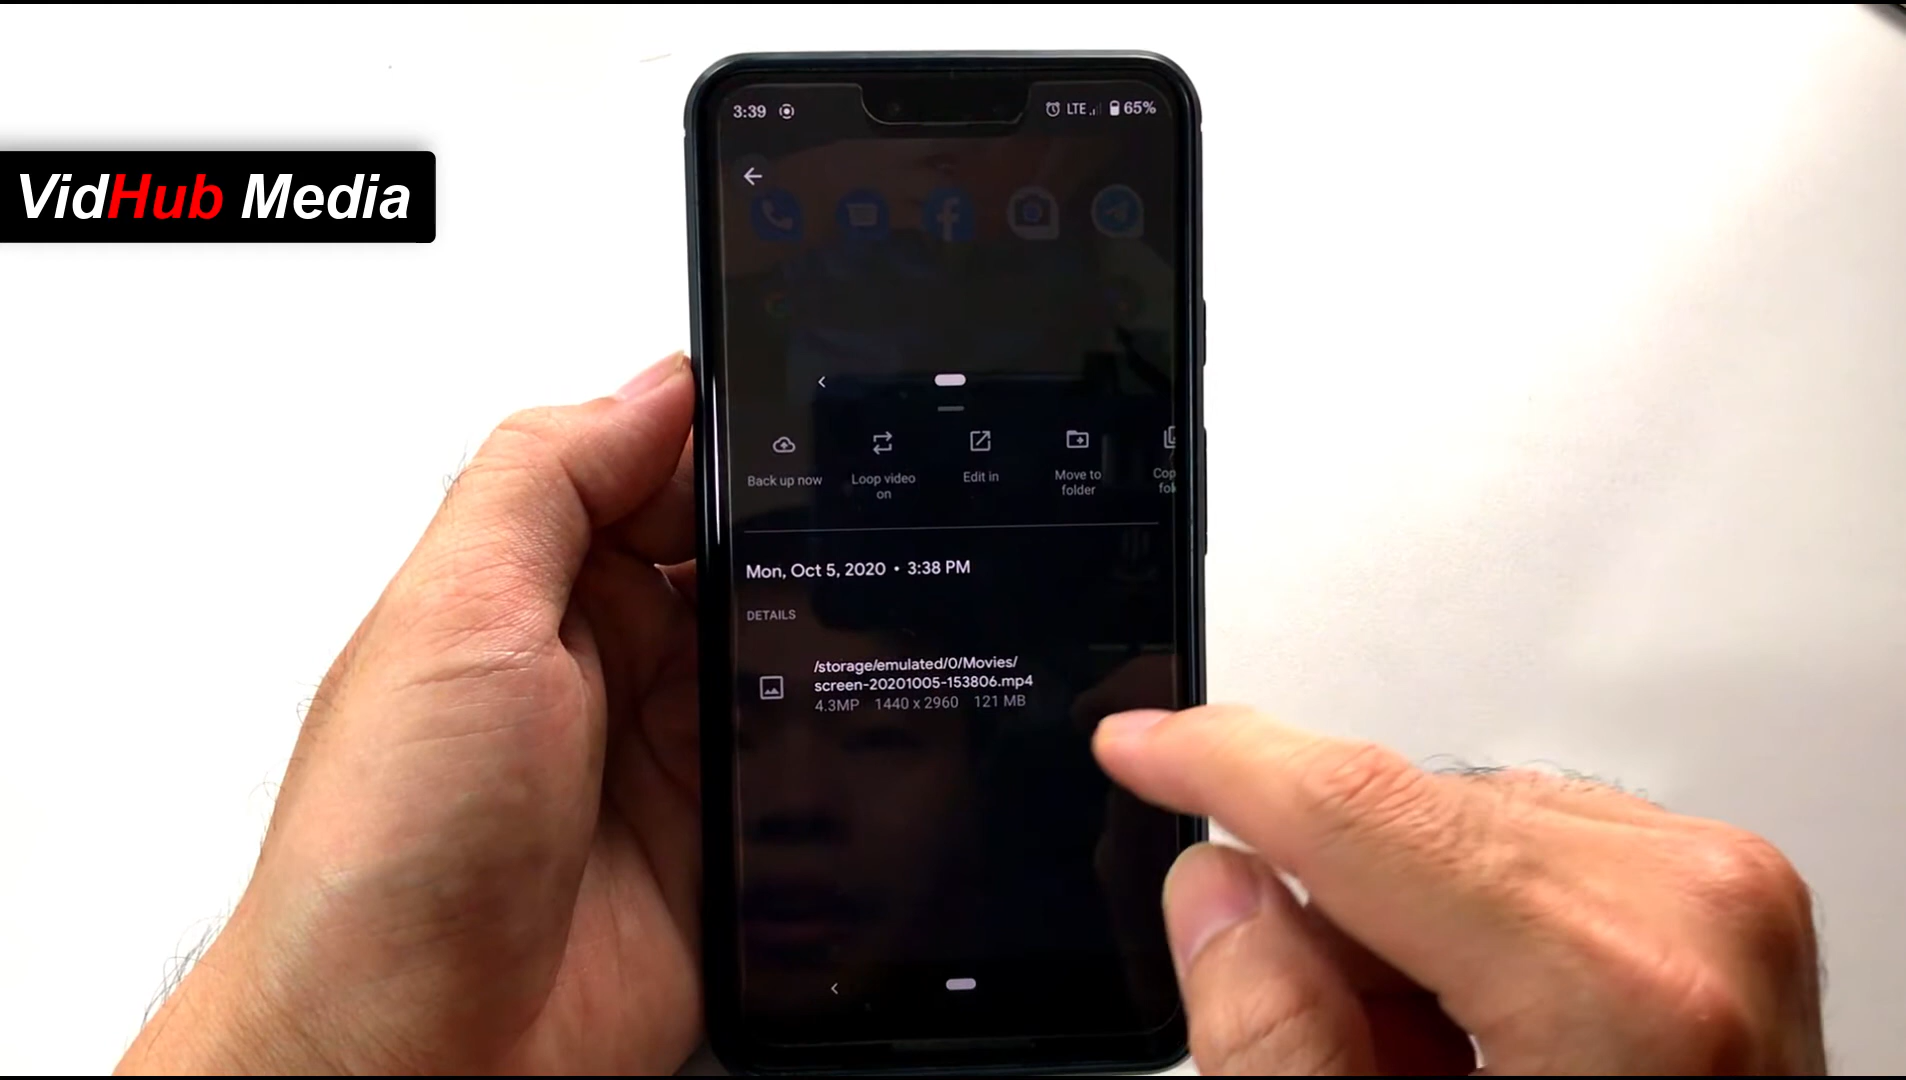 3:39
LTE
65%
VidHub Media
Back up now
Loop video
on
Edit in
Move to
folder
Mon, Oct 5, 2020 • 3:38 PM
DETAILS
/storage/emulated/0/Movies/
screen-20201005-153806.mp4
4.3MP 1440 x 2960 121 MB